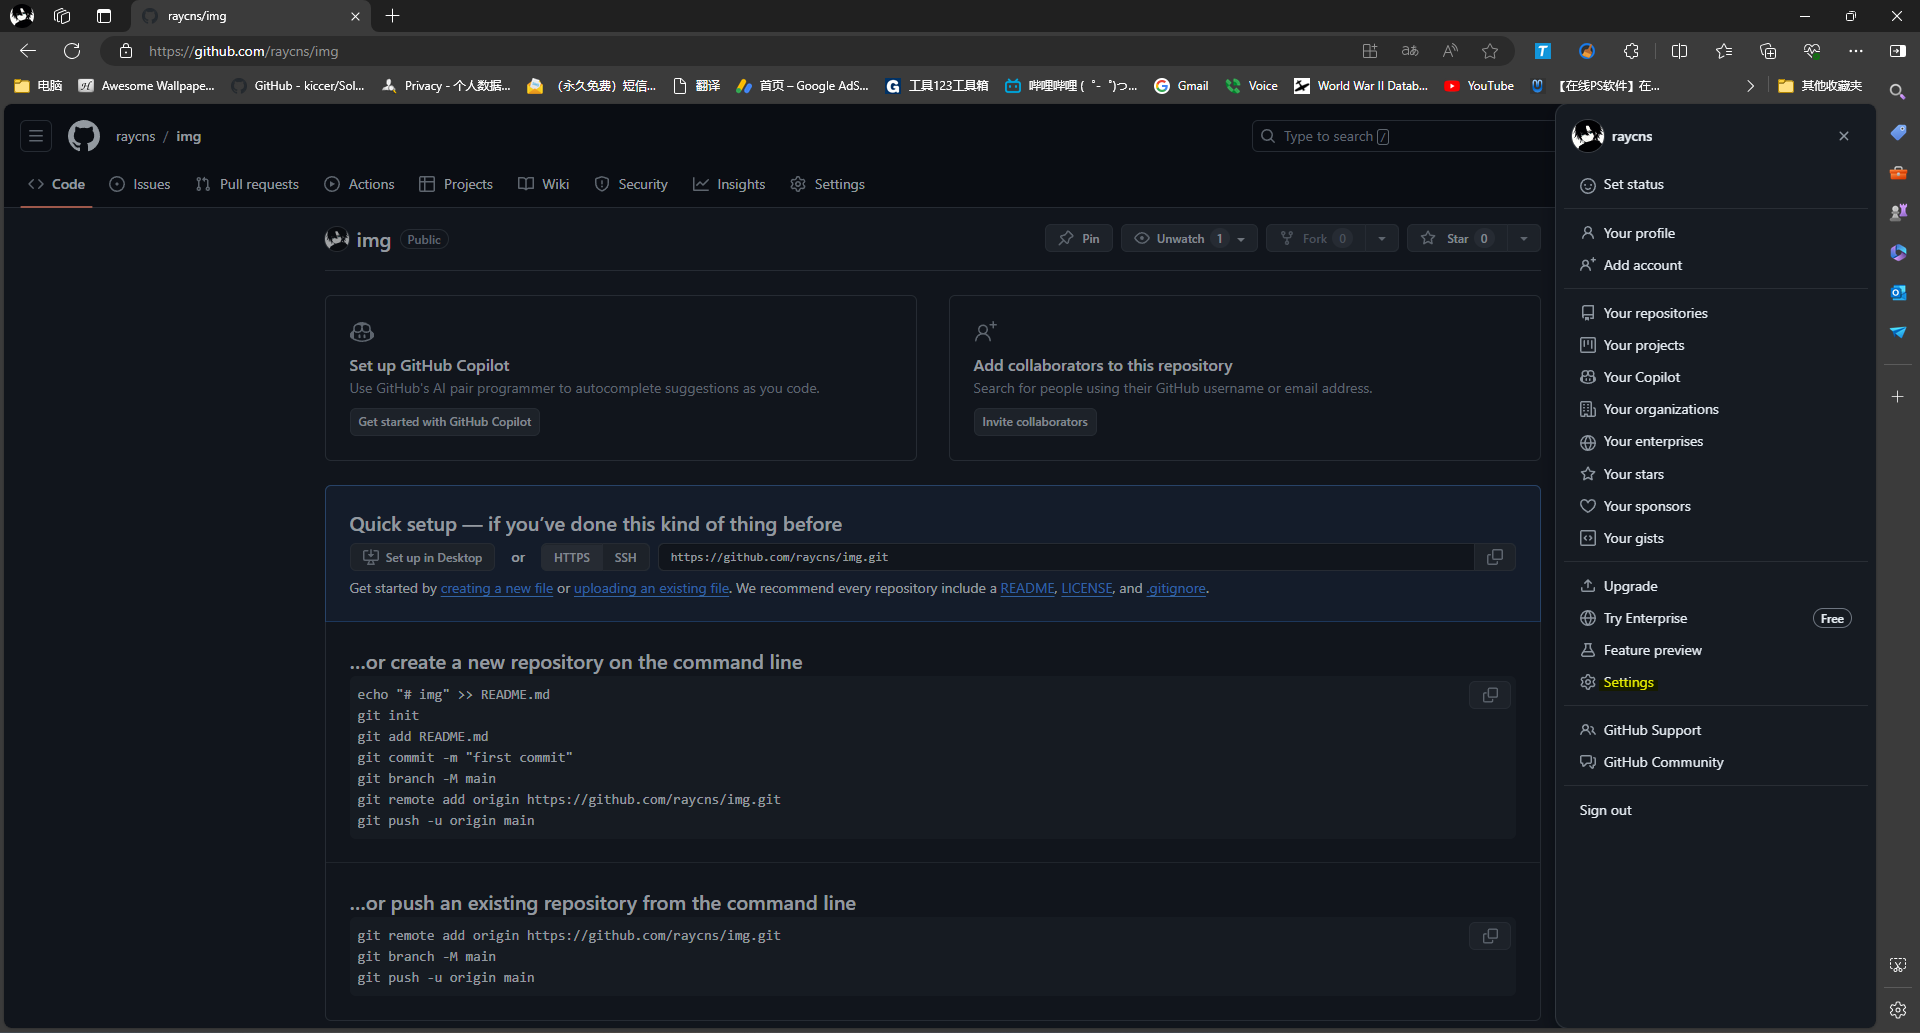 raycns/img
https://github.com/raycns/img
电脑
Awesome Wallpape...
GitHub - kiccer/Sol...
Privacy - 个人数据...
（永久免费）短信...
翻译
首页 – Google AdS...
工具123工具箱
哔哩哔哩 (゜-゜)つ...
Gmail
Voice
World War II Datab...
YouTube
【在线PS软件】在...
其他收藏夹
raycns / img
Type to search /
raycns
Code
Issues
Pull requests
Actions
Projects
Wiki
Security
Insights
Settings
img Public
Pin
Unwatch 1
Fork 0
Star 0
Set up GitHub Copilot
Use GitHub's AI pair programmer to autocomplete suggestions as you code.
Get started with GitHub Copilot
Add collaborators to this repository
Search for people using their GitHub username or email address.
Invite collaborators
Quick setup — if you've done this kind of thing before
Set up in Desktop or HTTPS SSH https://github.com/raycns/img.git
Get started by creating a new file or uploading an existing file. We recommend every repository include a README, LICENSE, and .gitignore.
...or create a new repository on the command line
echo "# img" >> README.md
git init
git add README.md
git commit -m "first commit"
git branch -M main
git remote add origin https://github.com/raycns/img.git
git push -u origin main
...or push an existing repository from the command line
git remote add origin https://github.com/raycns/img.git
git branch -M main
git push -u origin main
Set status
Your profile
Add account
Your repositories
Your projects
Your Copilot
Your organizations
Your enterprises
Your stars
Your sponsors
Your gists
Upgrade
Try Enterprise Free
Feature preview
Settings
GitHub Support
GitHub Community
Sign out